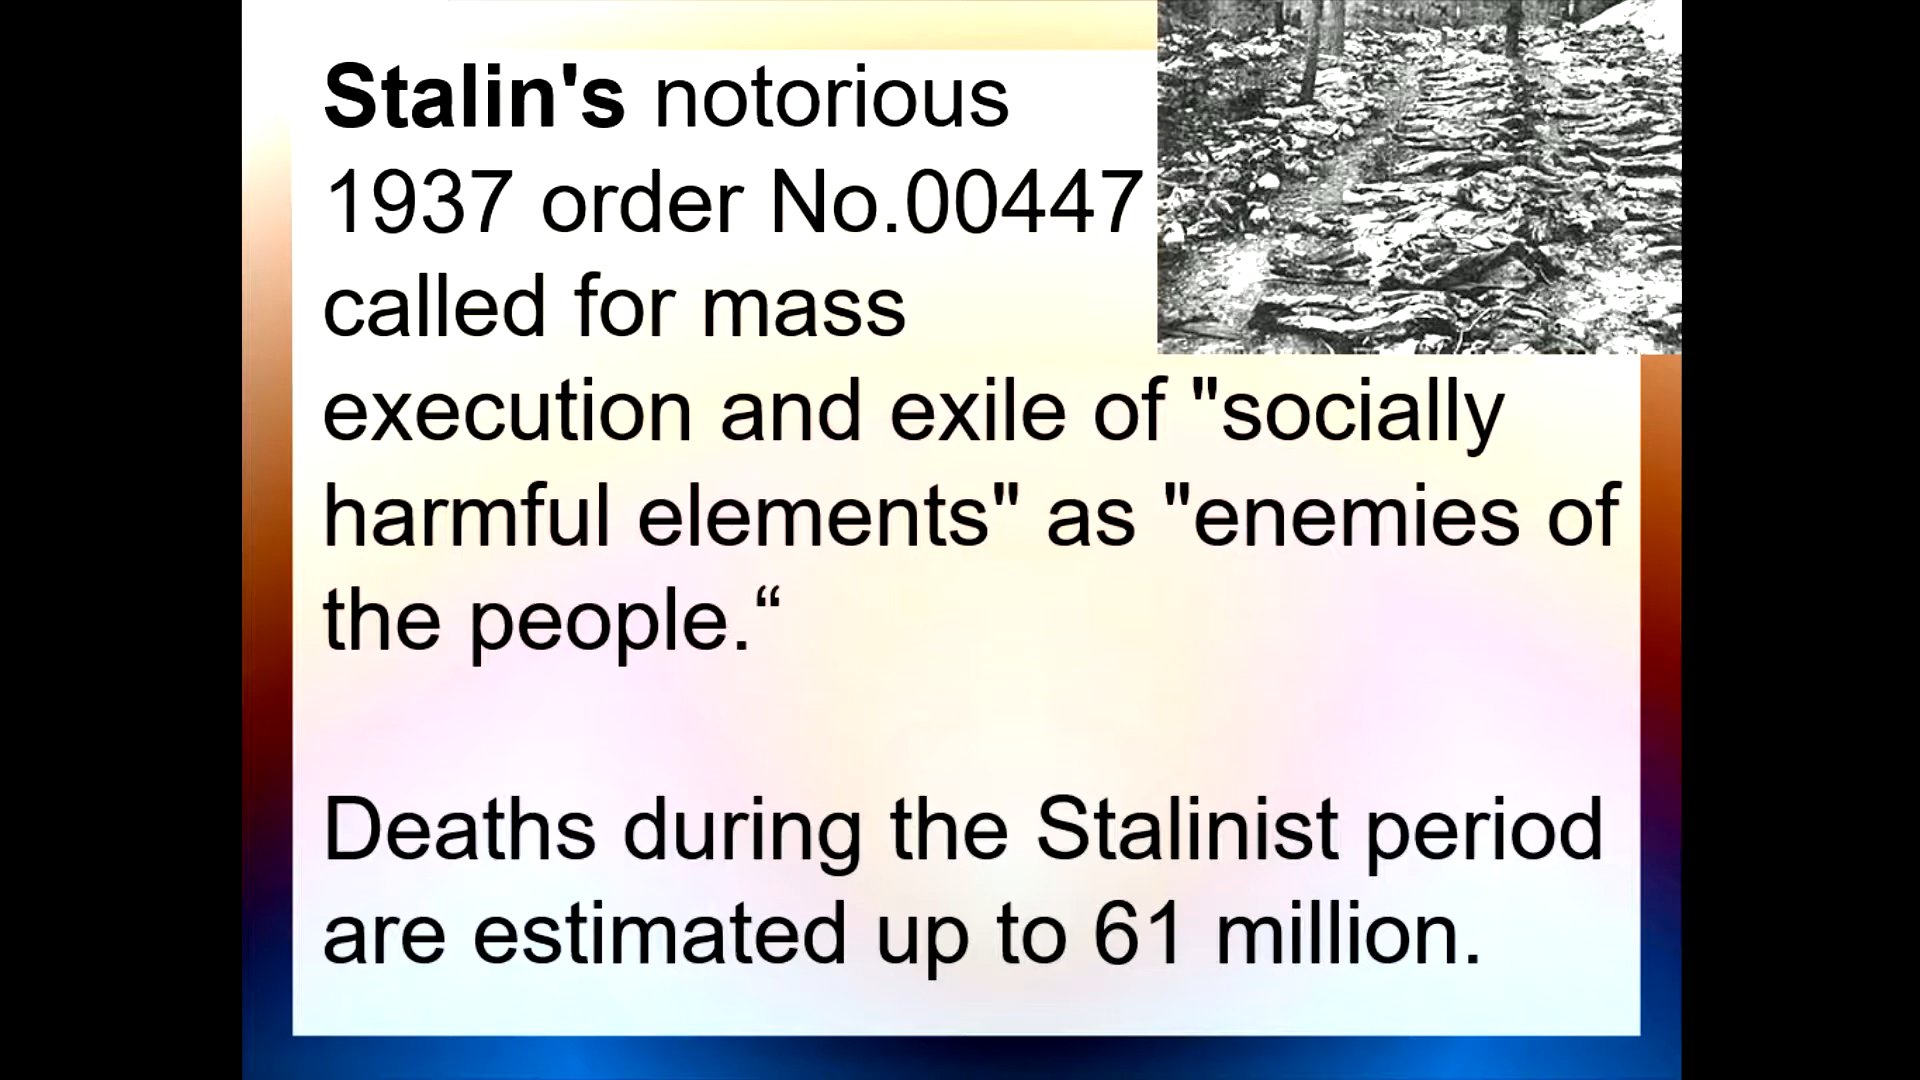 Stalin's notorious
1937 order No.00447
called for mass
execution and exile of "socially
harmful elements" as "enemies of
the people.“
Deaths during the Stalinist period
are estimated up to 61 million.